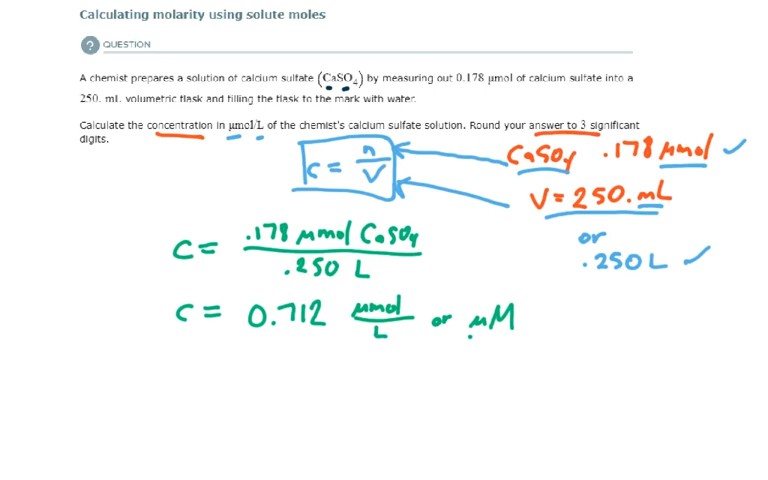 Calculating molarity using solute moles
? QUESTION
A chemist prepares a solution of calcium sulfate (CaSO₄) by measuring out 0.178 μmol of calcium sulfate into a
250. mL volumetric flask and filling the flask to the mark with water.
Calculate the concentration in μmol/L of the chemist's calcium sulfate solution. Round your answer to 3 significant
digits.
C = n/V
CaSO₄ .178 μmol
V = 250. mL
or
.250 L
C = .178 μmol CaSO₄ / .250 L
C = 0.712 μmol/L or μM